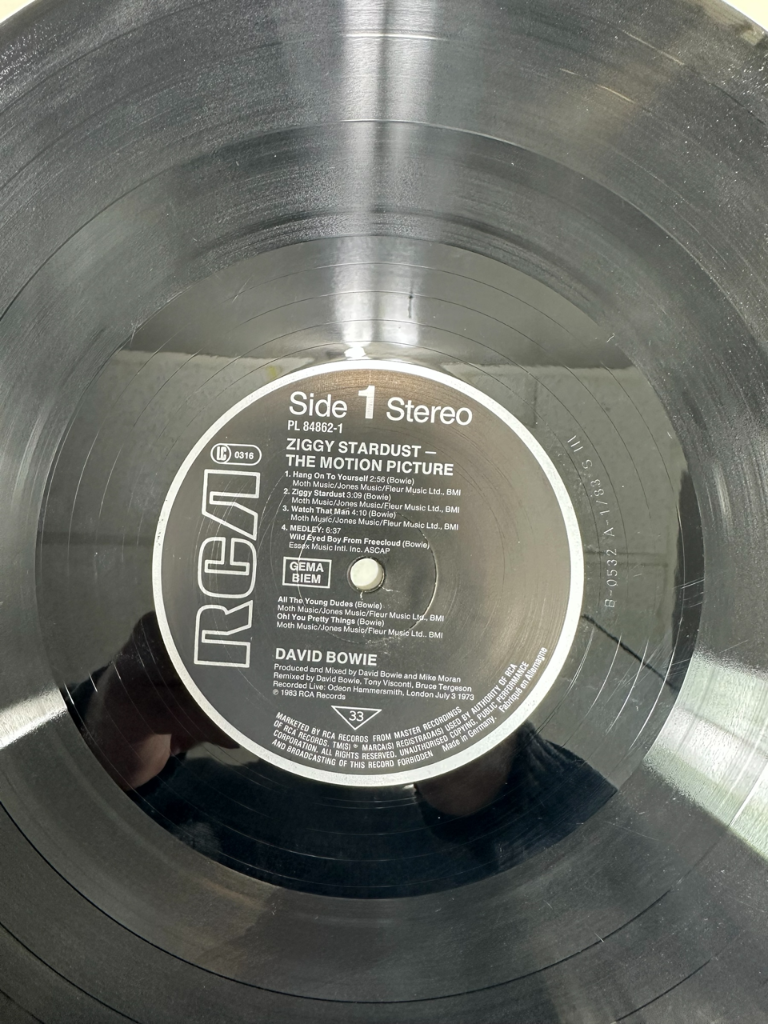 Side 1 Stereo
PL 84862-1
LC 0316
RCA
ZIGGY STARDUST –
THE MOTION PICTURE
1. Hang On To Yourself 2:56 (Bowie)
Moth Music/Jones Music/Fleur Music Ltd., BMI
2. Ziggy Stardust 3:09 (Bowie)
Moth Music/Jones Music/Fleur Music Ltd., BMI
3. Watch That Man 4:10 (Bowie)
Moth Music/Jones Music/Fleur Music Ltd., BMI
4. MEDLEY: 6:37
Wild Eyed Boy From Freecloud (Bowie)
Essex Music Intl. Inc. ASCAP
GEMA
BIEM
All The Young Dudes (Bowie)
Moth Music/Jones Music/Fleur Music Ltd., BMI
Oh! You Pretty Things (Bowie)
Moth Music/Jones Music/Fleur Music Ltd., BMI
DAVID BOWIE
Produced and Mixed by David Bowie and Mike Moran
Remixed by David Bowie, Tony Visconti, Bruce Tergeson
Recorded Live: Odeon Hammersmith, London July 3 1973
℗ 1983 RCA Records
33
MARKETED BY RCA RECORDS FROM MASTER RECORDINGS
OF RCA RECORDS. TM(S) ® MARCA(S) REGISTRADA(S) USED BY AUTHORITY OF RCA
CORPORATION. ALL RIGHTS RESERVED. UNAUTHORISED COPYING, PUBLIC PERFORMANCE
AND BROADCASTING OF THIS RECORD FORBIDDEN Made in Germany. Fabriqué en Allemagne
B-0532 A-1/83 S III